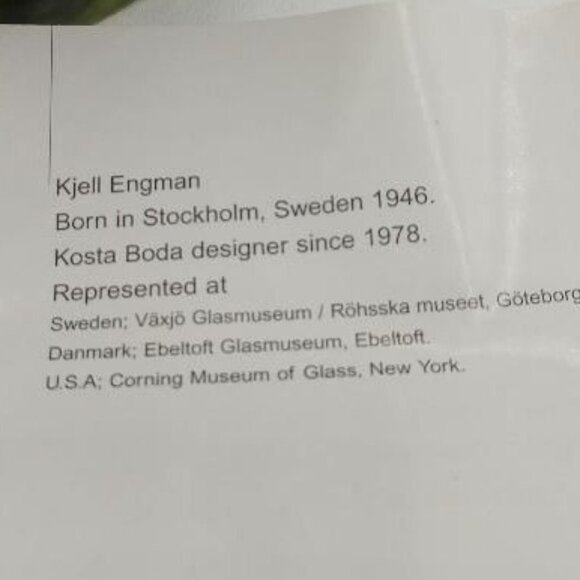 Kjell Engman
Born in Stockholm, Sweden 1946.
Kosta Boda designer since 1978.
Represented at
Sweden; Växjö Glasmuseum / Röhsska museet, Göteborg
Danmark; Ebeltoft Glasmuseum, Ebeltoft.
U.S.A; Corning Museum of Glass, New York.